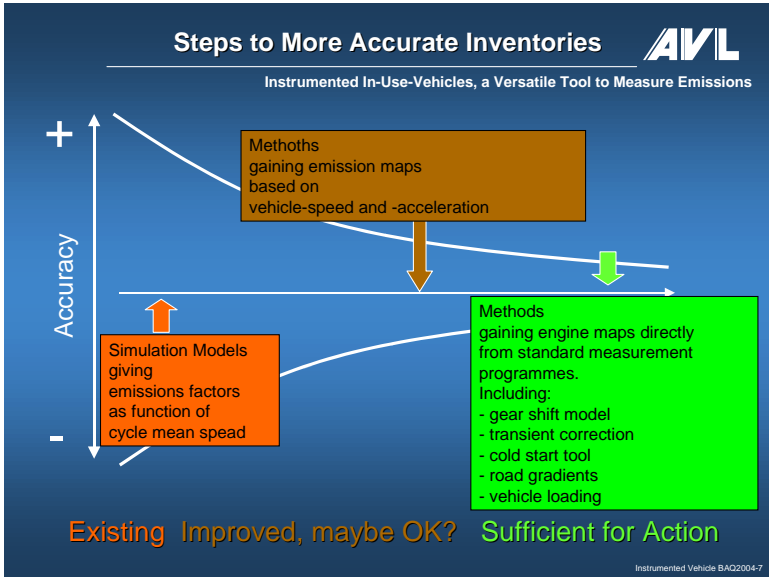 Steps to More Accurate Inventories
AVL
Instrumented In-Use-Vehicles, a Versatile Tool to Measure Emissions
+
Methoths
gaining emission maps
based on
vehicle-speed and -acceleration
Accuracy
Simulation Models
giving
emissions factors
as function of
cycle mean spead
Methods
gaining engine maps directly
from standard measurement
programmes.
Including:
- gear shift model
- transient correction
- cold start tool
- road gradients
- vehicle loading
-
Existing Improved, maybe OK? Sufficient for Action
Instrumented Vehicle BAQ2004-7